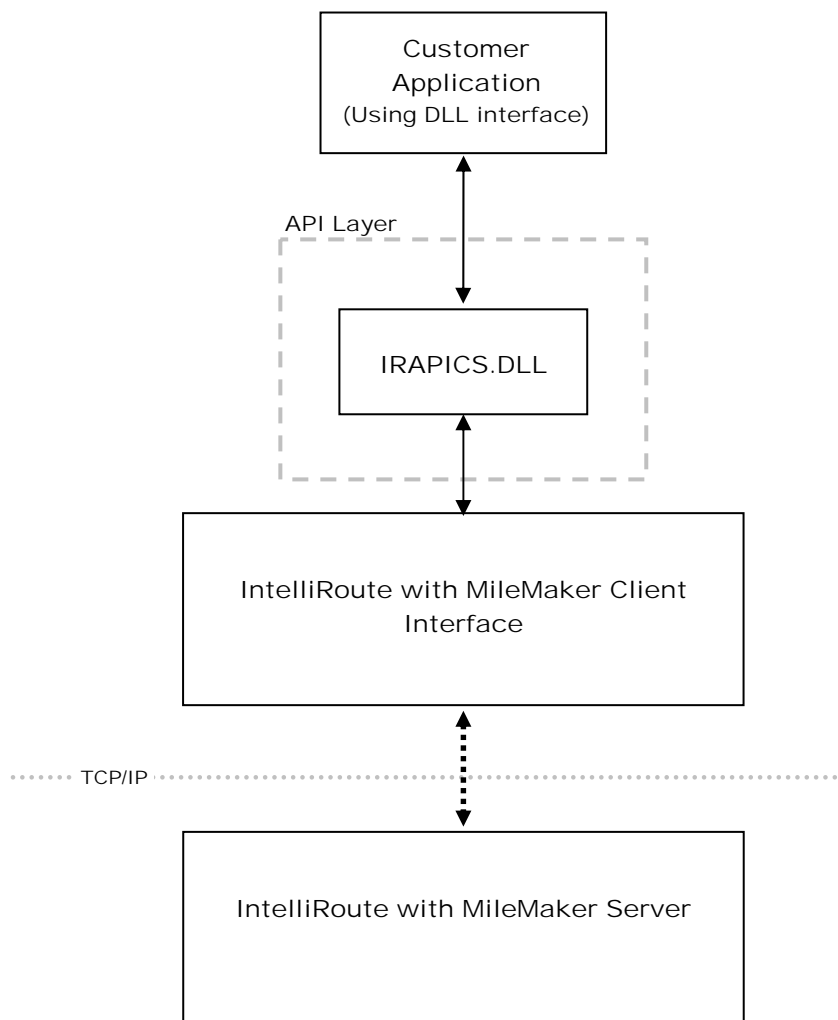 Customer
Application
(Using DLL interface)
API Layer
IRAPICS.DLL
IntelliRoute with MileMaker Client
Interface
TCP/IP
IntelliRoute with MileMaker Server